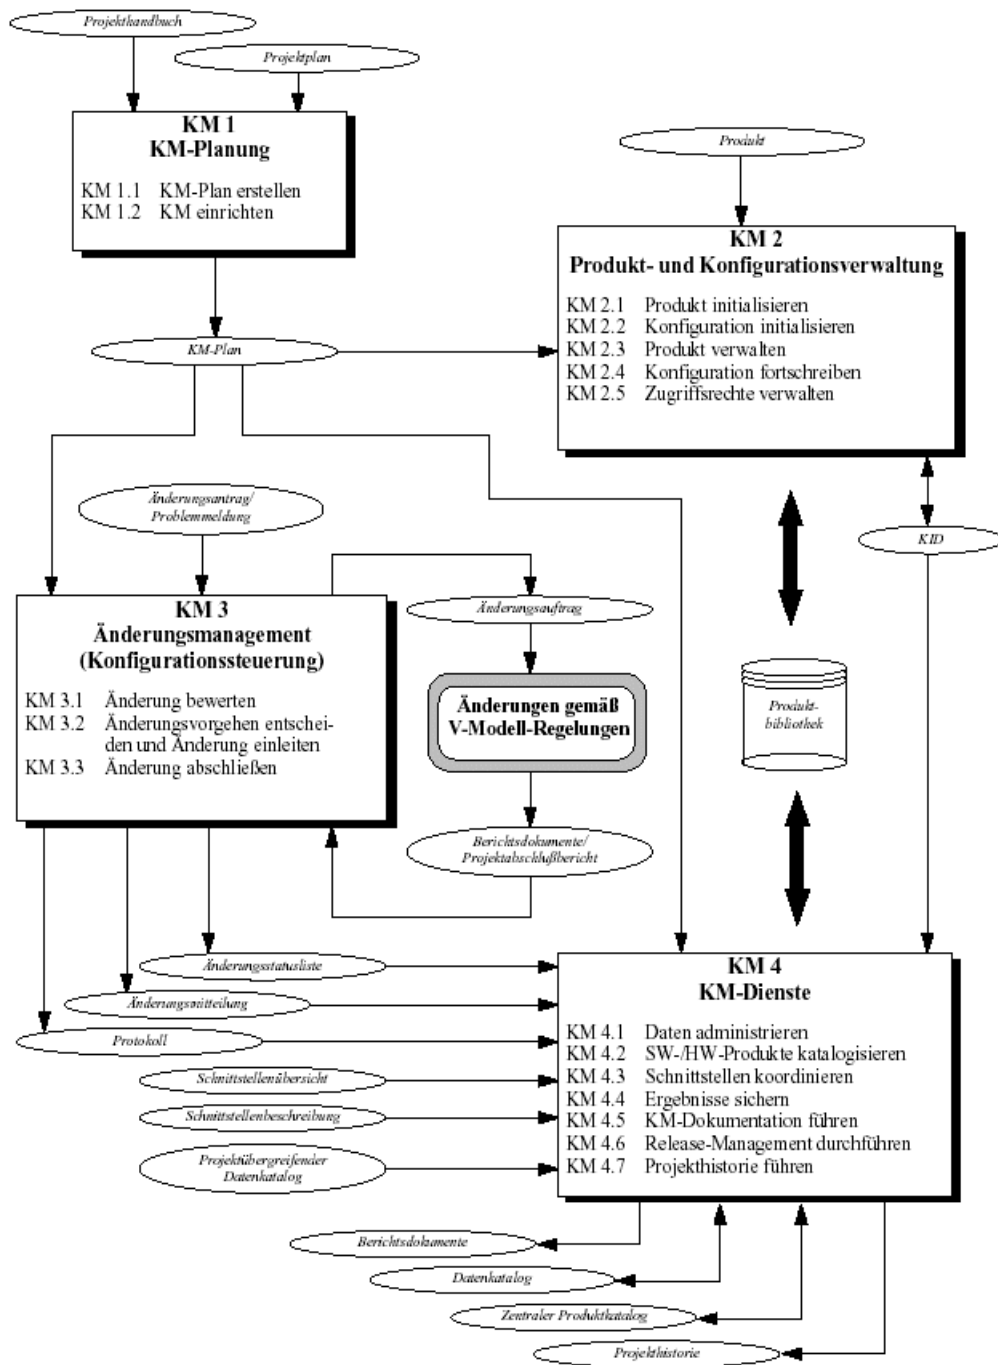 Projekthandbuch
Projektplan
KM 1
KM-Planung
KM 1.1 KM-Plan erstellen
KM 1.2 KM einrichten
Produkt
KM 2
Produkt- und Konfigurationsverwaltung
KM 2.1 Produkt initialisieren
KM 2.2 Konfiguration initialisieren
KM 2.3 Produkt verwalten
KM 2.4 Konfiguration fortschreiben
KM 2.5 Zugriffsrechte verwalten
KM-Plan
Änderungsantrag/
Problemmeldung
KID
KM 3
Änderungsmanagement
(Konfigurationssteuerung)
KM 3.1 Änderung bewerten
KM 3.2 Änderungsvorgehen entschei-
den und Änderung einleiten
KM 3.3 Änderung abschließen
Änderungsauftrag
Änderungen gemäß
V-Modell-Regelungen
Berichtsdokumente/
Projektabschlußbericht
Produkt-
bibliothek
Änderungsstatusliste
Änderungsmitteilung
Protokoll
Schnittstellenübersicht
Schnittstellenbeschreibung
Projektübergreifender
Datenkatalog
KM 4
KM-Dienste
KM 4.1 Daten administrieren
KM 4.2 SW-/HW-Produkte katalogisieren
KM 4.3 Schnittstellen koordinieren
KM 4.4 Ergebnisse sichern
KM 4.5 KM-Dokumentation führen
KM 4.6 Release-Management durchführen
KM 4.7 Projekthistorie führen
Berichtsdokumente
Datenkatalog
Zentraler Produktkatalog
Projekthistorie